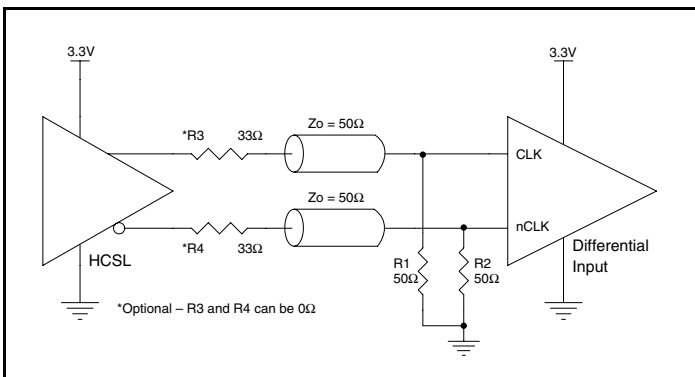 3.3V
3.3V
*R3 33Ω
Zo = 50Ω
CLK
Zo = 50Ω
nCLK
*R4 33Ω
HCSL
R1
50Ω
R2
50Ω
Differential
Input
*Optional – R3 and R4 can be 0Ω